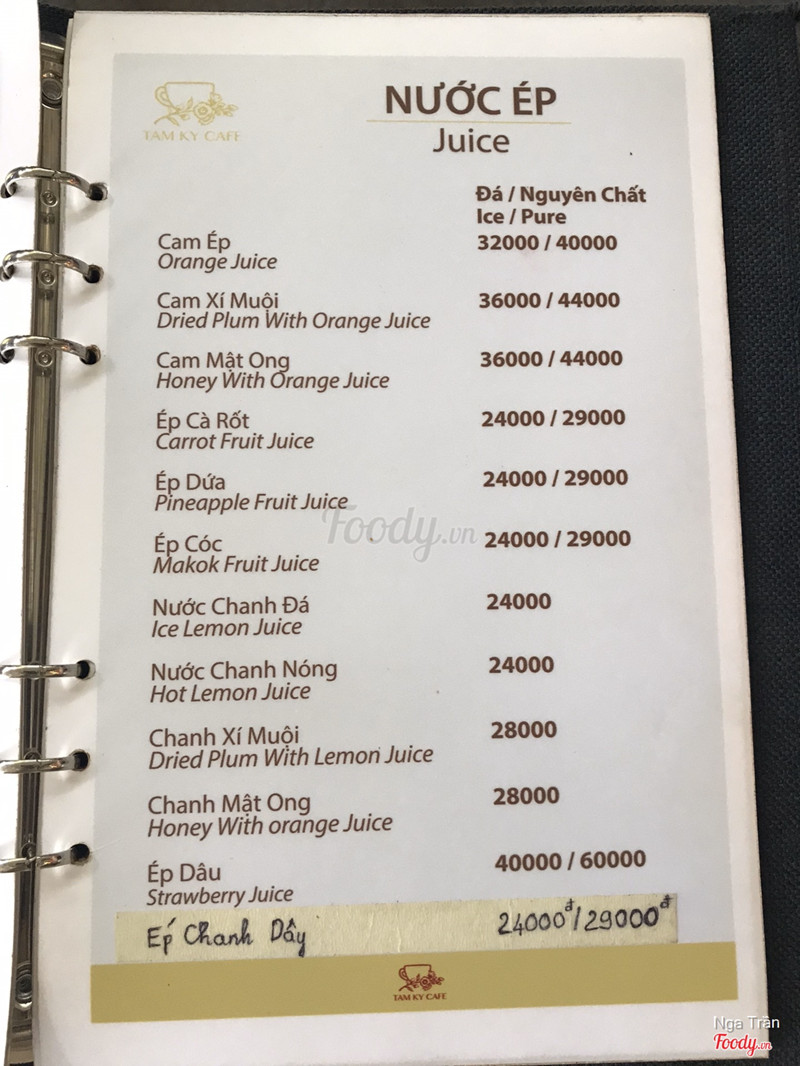 TAM KY CAFE
NƯỚC ÉP
Juice
Đá / Nguyên Chất
Ice / Pure
Cam Ép 32000 / 40000
Orange Juice
Cam Xí Muội 36000 / 44000
Dried Plum With Orange Juice
Cam Mật Ong 36000 / 44000
Honey With Orange Juice
Ép Cà Rốt 24000 / 29000
Carrot Fruit Juice
Ép Dứa 24000 / 29000
Pineapple Fruit Juice
Foody.vn
Ép Cóc 24000 / 29000
Makok Fruit Juice
Nước Chanh Đá 24000
Ice Lemon Juice
Nước Chanh Nóng 24000
Hot Lemon Juice
Chanh Xí Muội 28000
Dried Plum With Lemon Juice
Chanh Mật Ong 28000
Honey With orange Juice
Ép Dâu 40000 / 60000
Strawberry Juice
Ép Chanh Dây 24000đ/29000đ
TAM KY CAFE
Nga Trần
Foody.vn